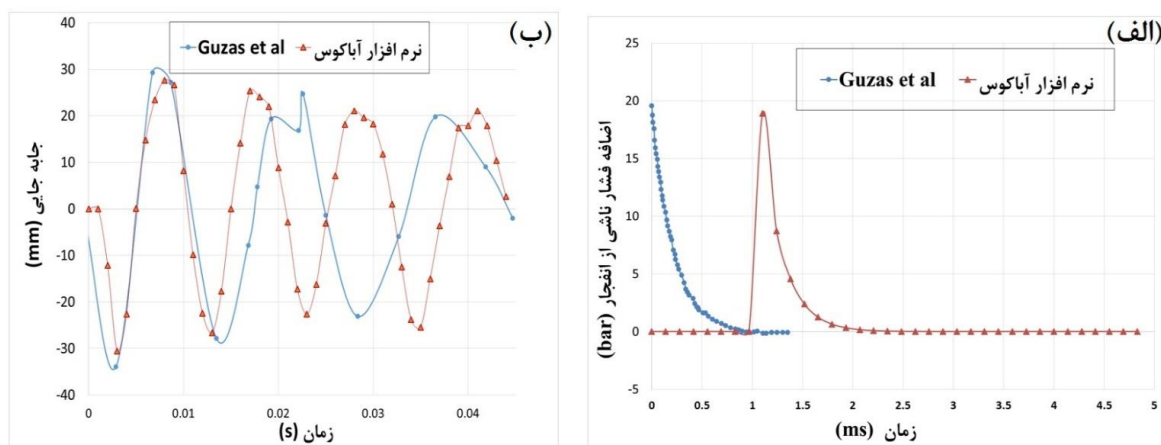 (الف)
Guzas et al
نرم افزار آباکوس
اضافه فشار ناشی از انفجار (bar)
25
20
15
10
5
0
-5
0 0.5 1 1.5 2 2.5 3 3.5 4 4.5 5
زمان (ms)
(ب)
Guzas et al
نرم افزار آباکوس
جابه جایی (mm)
40
30
20
10
0
-10
-20
-30
-40
0 0.01 0.02 0.03 0.04
زمان (s)